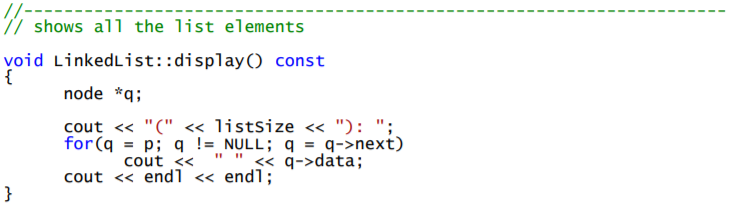 //----------------------------------------------------------------------
// shows all the list elements
void LinkedList::display() const
{
node *q;
cout << "(" << listSize << "): ";
for(q = p; q != NULL; q = q->next)
cout << " " << q->data;
cout << endl << endl;
}